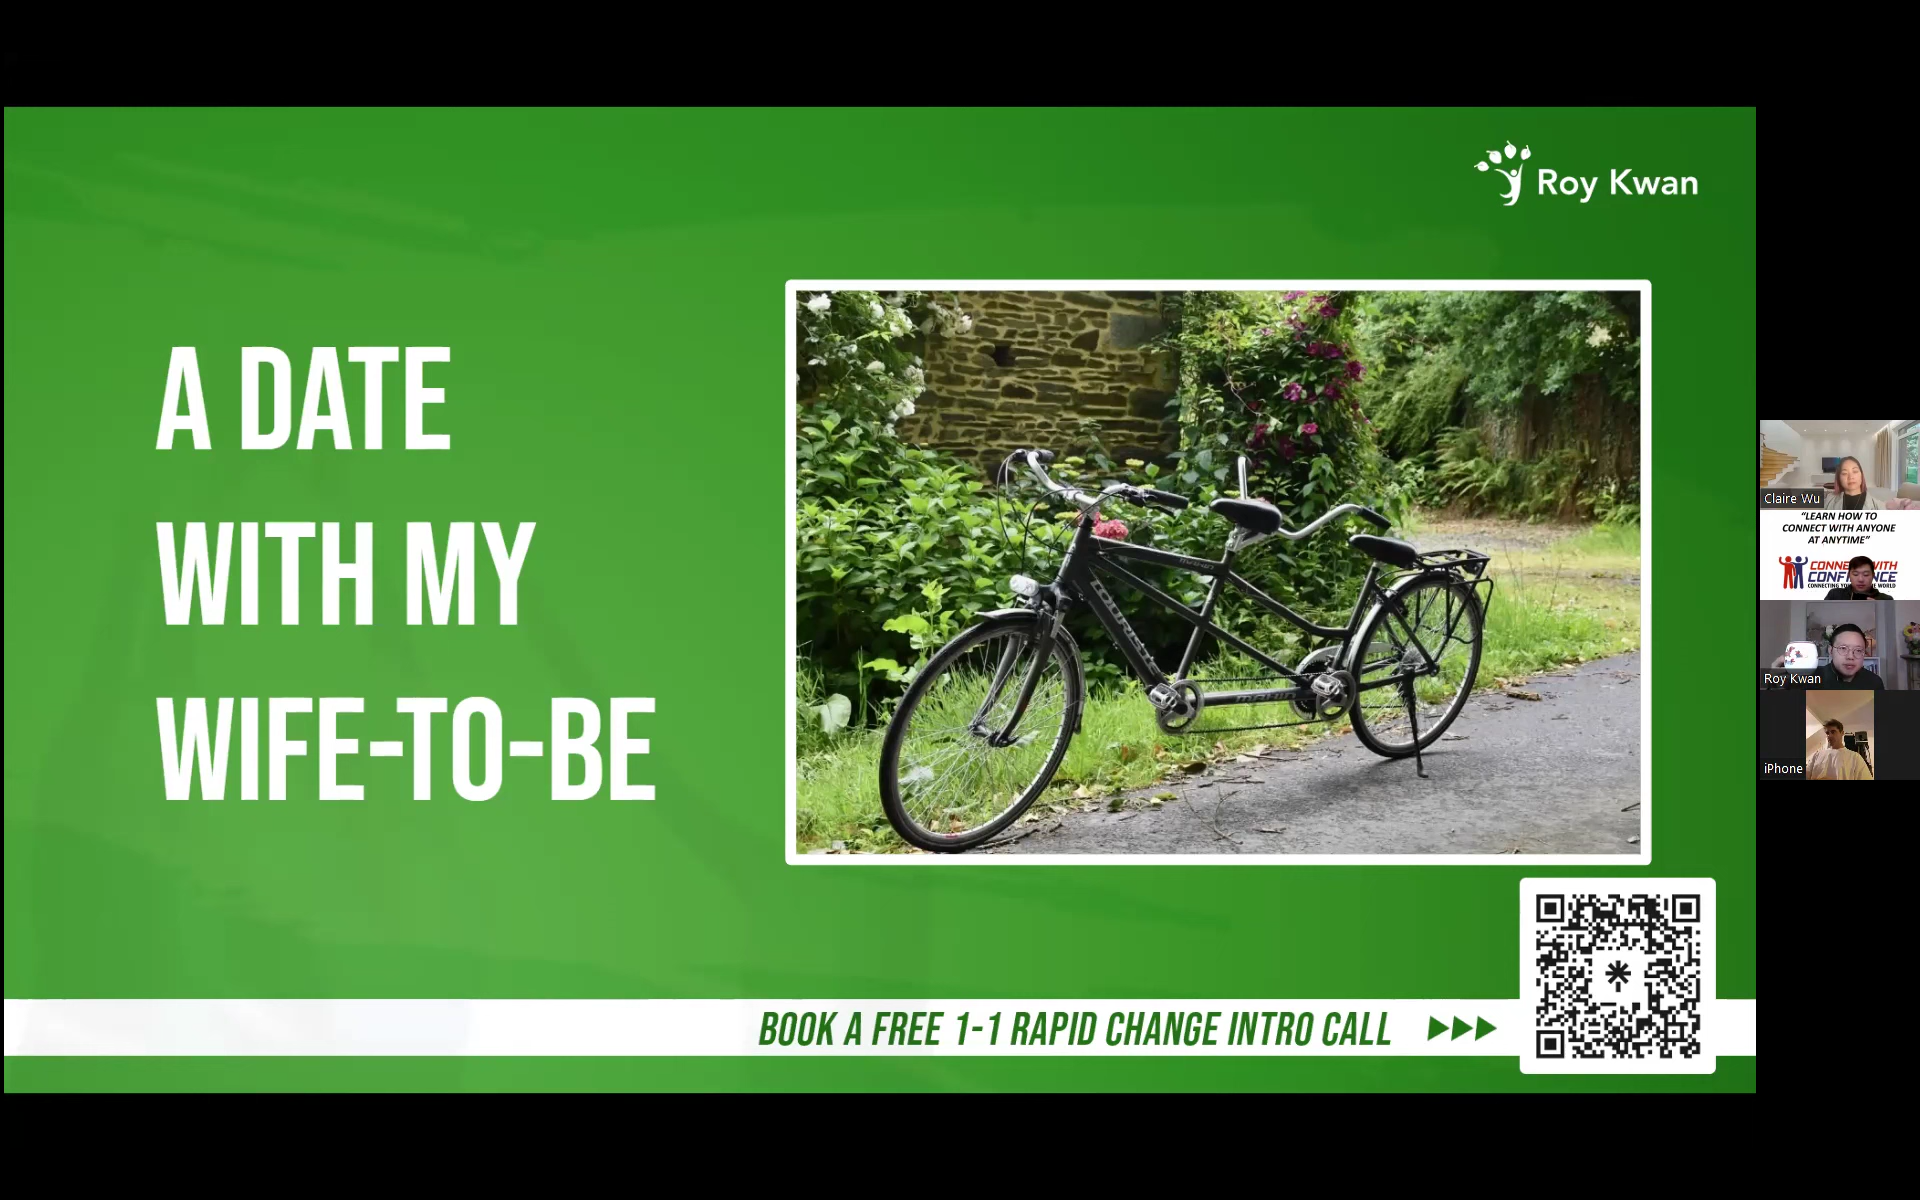 Roy Kwan
A DATE
WITH MY
WIFE-TO-BE
BOOK A FREE 1-1 RAPID CHANGE INTRO CALL
Claire Wu
“LEARN HOW TO
CONNECT WITH ANYONE
AT ANYTIME”
WITH
Roy Kwan
iPhone